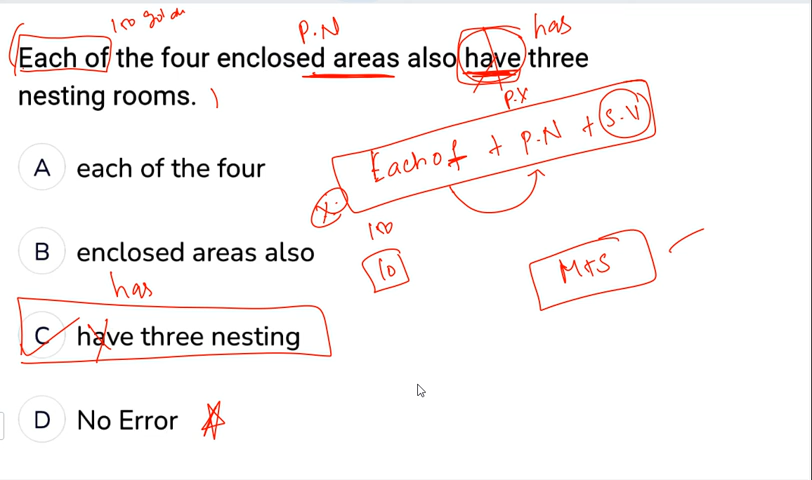 has
P.N
Each of the four enclosed areas also have three
nesting rooms.
P.X
Each of + P.N + S.V
A each of the four
X.
100
10
M+S
B enclosed areas also
has
C have three nesting
D No Error